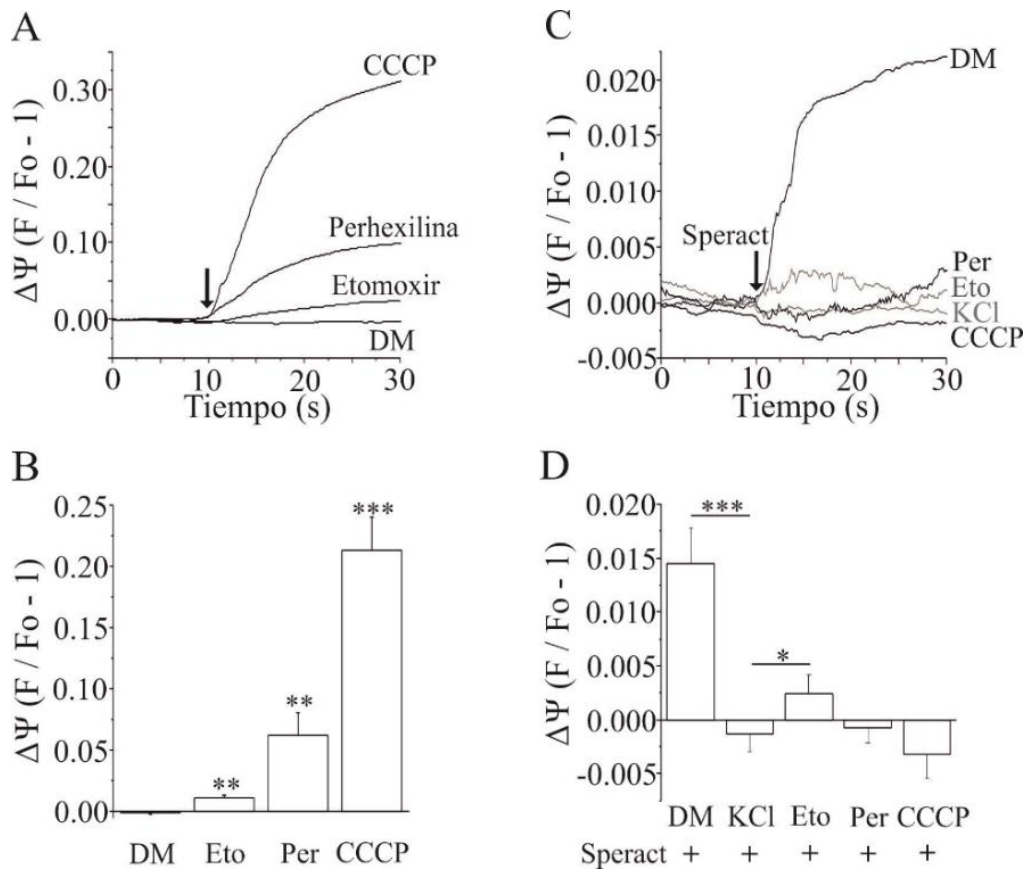 A
ΔΨ (F / Fo - 1)
0.30
0.20
0.10
0.00
CCCP
Perhexilina
Etomoxir
DM
0 10 20 30
Tiempo (s)
C
ΔΨ (F / Fo - 1)
0.020
0.015
0.010
0.005
0.000
-0.005
DM
Speract
Per
Eto
KCl
CCCP
0 10 20 30
Tiempo (s)
B
ΔΨ (F / Fo - 1)
0.25
0.20
0.15
0.10
0.05
0.00
**
**
***
DM Eto Per CCCP
D
ΔΨ (F / Fo - 1)
0.020
0.015
0.010
0.005
0.000
-0.005
***
*
DM KCl Eto Per CCCP
Speract + + + + +